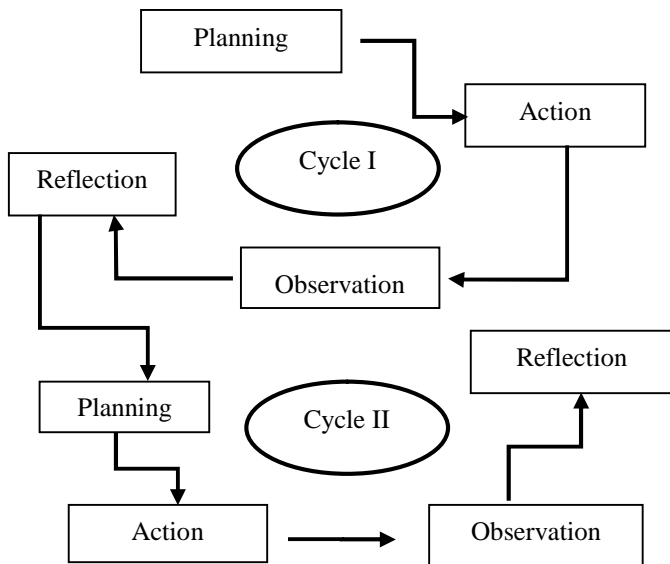 Planning
Action
Cycle I
Reflection
Observation
Reflection
Planning
Cycle II
Action
Observation